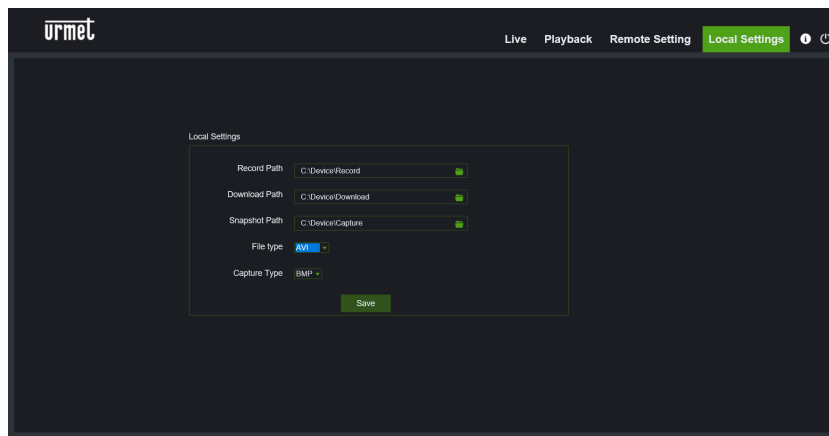 urmet
Live Playback Remote Setting Local Settings
Local Settings
Record Path C:\Device\Record
Download Path C:\Device\Download
Snapshot Path C:\Device\Capture
File type AVI
Capture Type BMP
Save